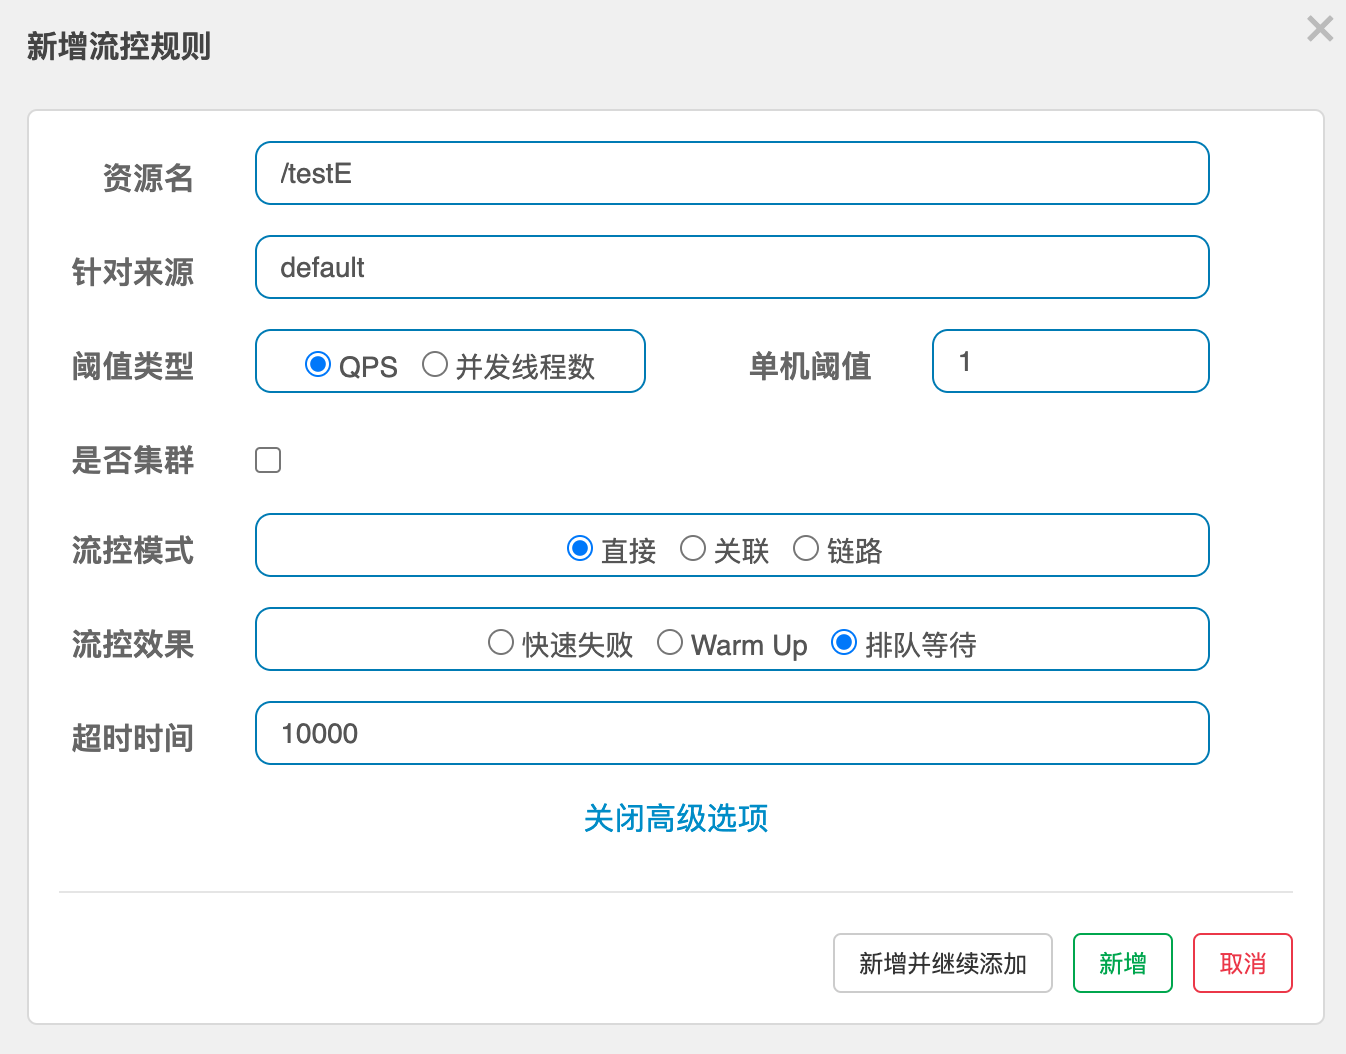 新增流控规则
资源名 /testE
针对来源 default
阈值类型 QPS 并发线程数 单机阈值 1
是否集群
流控模式 直接 关联 链路
流控效果 快速失败 Warm Up 排队等待
超时时间 10000
关闭高级选项
新增并继续添加 新增 取消